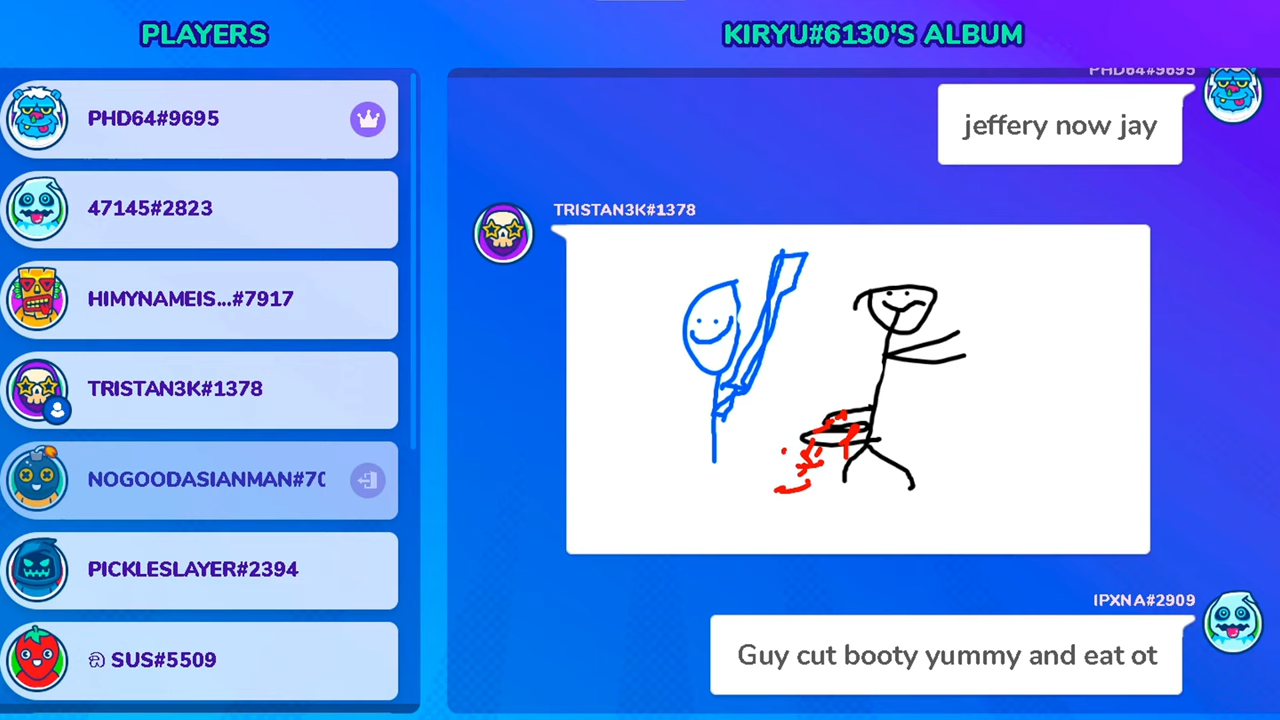 PLAYERS
PHD64#9695
47145#2823
HIMYNAMEIS...#7917
TRISTAN3K#1378
NOGOODASIANMAN#70
PICKLESLAYER#2394
ඞ SUS#5509
KIRYU#6130'S ALBUM
PHD64#9695
jeffery now jay
TRISTAN3K#1378
IPXNA#2909
Guy cut booty yummy and eat ot